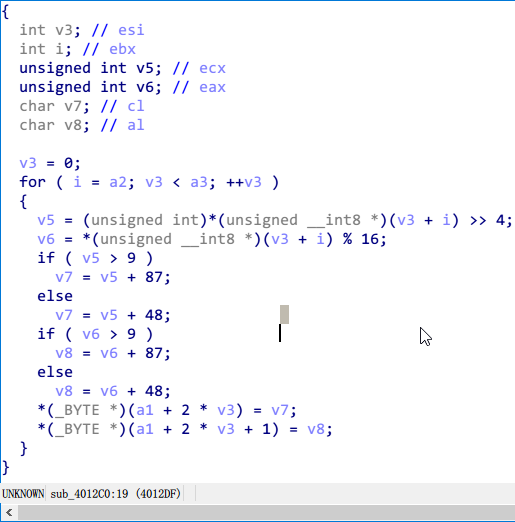 {
  int v3; // esi
  int i; // ebx
  unsigned int v5; // ecx
  unsigned int v6; // eax
  char v7; // cl
  char v8; // al

  v3 = 0;
  for ( i = a2; v3 < a3; ++v3 )
  {
    v5 = (unsigned int)*(unsigned __int8 *)(v3 + i) >> 4;
    v6 = *(unsigned __int8 *)(v3 + i) % 16;
    if ( v5 > 9 )
      v7 = v5 + 87;
    else
      v7 = v5 + 48;
    if ( v6 > 9 )
      v8 = v6 + 87;
    else
      v8 = v6 + 48;
    *(_BYTE *)(a1 + 2 * v3) = v7;
    *(_BYTE *)(a1 + 2 * v3 + 1) = v8;
  }
}
UNKNOWN sub_4012C0:19 (4012DF)